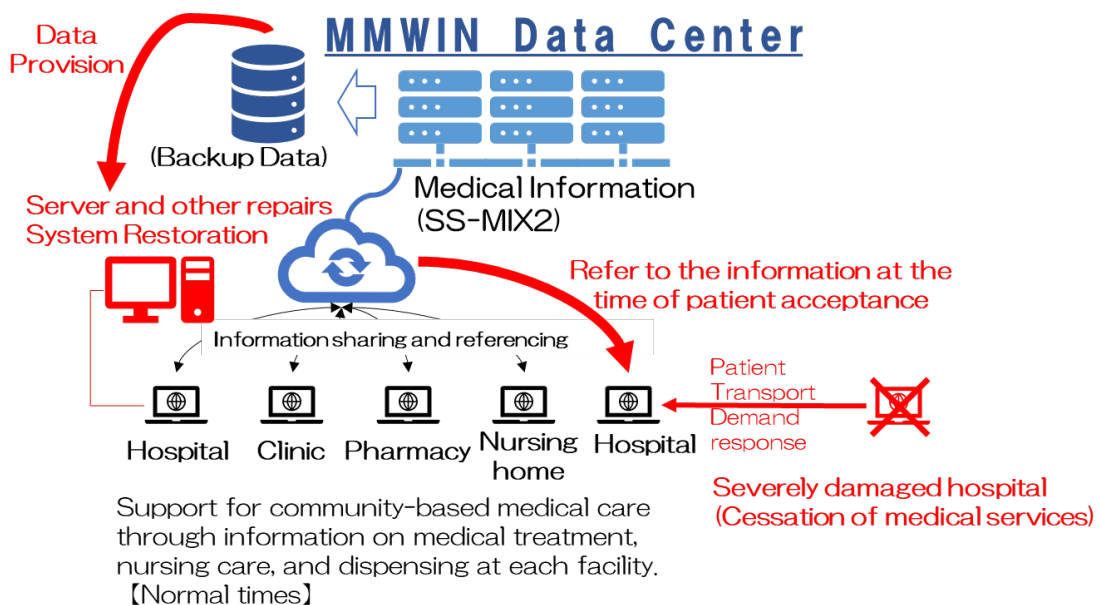 MMWIN Data Center
Data
Provision
(Backup Data)
Medical Information
(SS-MIX2)
Server and other repairs
System Restoration
Refer to the information at the
time of patient acceptance
Information sharing and referencing
Patient
Transport
Demand
response
Hospital
Clinic
Pharmacy
Nursing
home
Hospital
Severely damaged hospital
(Cessation of medical services)
Support for community-based medical care
through information on medical treatment,
nursing care, and dispensing at each facility.
【Normal times】